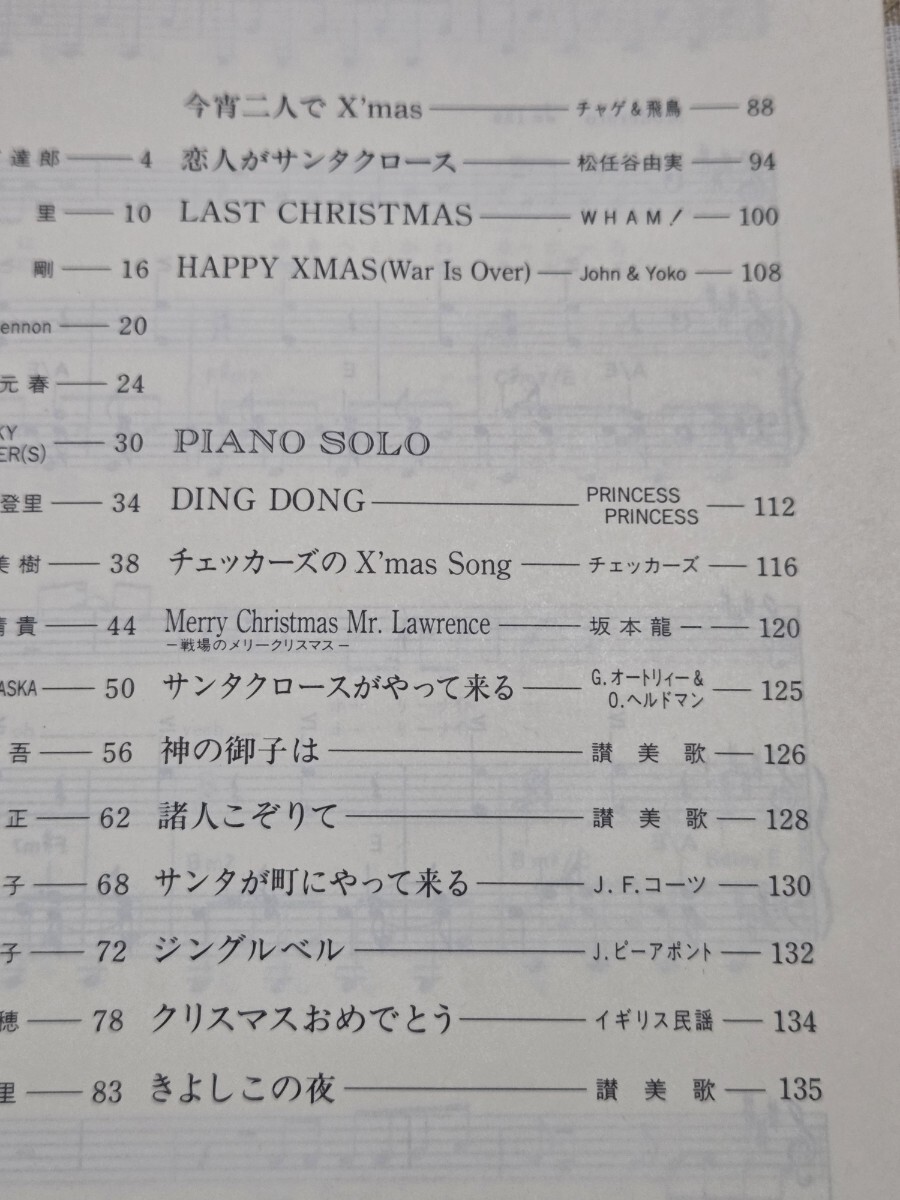 今宵二人で X'mas チャゲ&飛鳥 88
達郎 4 恋人がサンタクロース 松任谷由実 94
里 10 LAST CHRISTMAS WHAM! 100
剛 16 HAPPY XMAS(War Is Over) John & Yoko 108
ennon 20
元春 24
KY
ER(S) 30 PIANO SOLO
登里 34 DING DONG PRINCESS PRINCESS 112
美樹 38 チェッカーズの X'mas Song チェッカーズ 116
清貴 44 Merry Christmas Mr. Lawrence 坂本龍一 120
－戦場のメリークリスマス－
ASKA 50 サンタクロースがやって来る G.オートリィー& O.ヘルドマン 125
吾 56 神の御子は 讃美歌 126
正 62 諸人こぞりて 讃美歌 128
子 68 サンタが町にやって来る J.F.コーツ 130
子 72 ジングルベル J.ピーアポント 132
穂 78 クリスマスおめでとう イギリス民謡 134
里 83 きよしこの夜 讃美歌 135